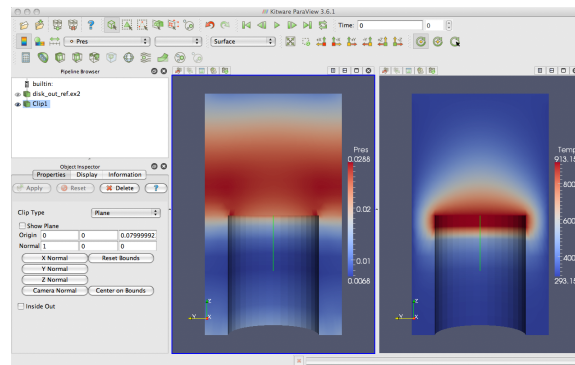 Kitware ParaView 3.6.1
Time: 0 0
Pres Surface
Pipeline Browser
builtin:
disk_out_ref.ex2
Clip1
Object Inspector
Properties Display Information
Apply Reset Delete ?
Clip Type Plane
Show Plane
Origin 0 0 0.07999992
Normal 1 0 0
X Normal Reset Bounds
Y Normal
Z Normal
Camera Normal Center on Bounds
Inside Out
Pres
0.0288
0.02
0.01
0.0068
Z
Y X
Temp
913.15
800
600
400
293.15
Z
Y X